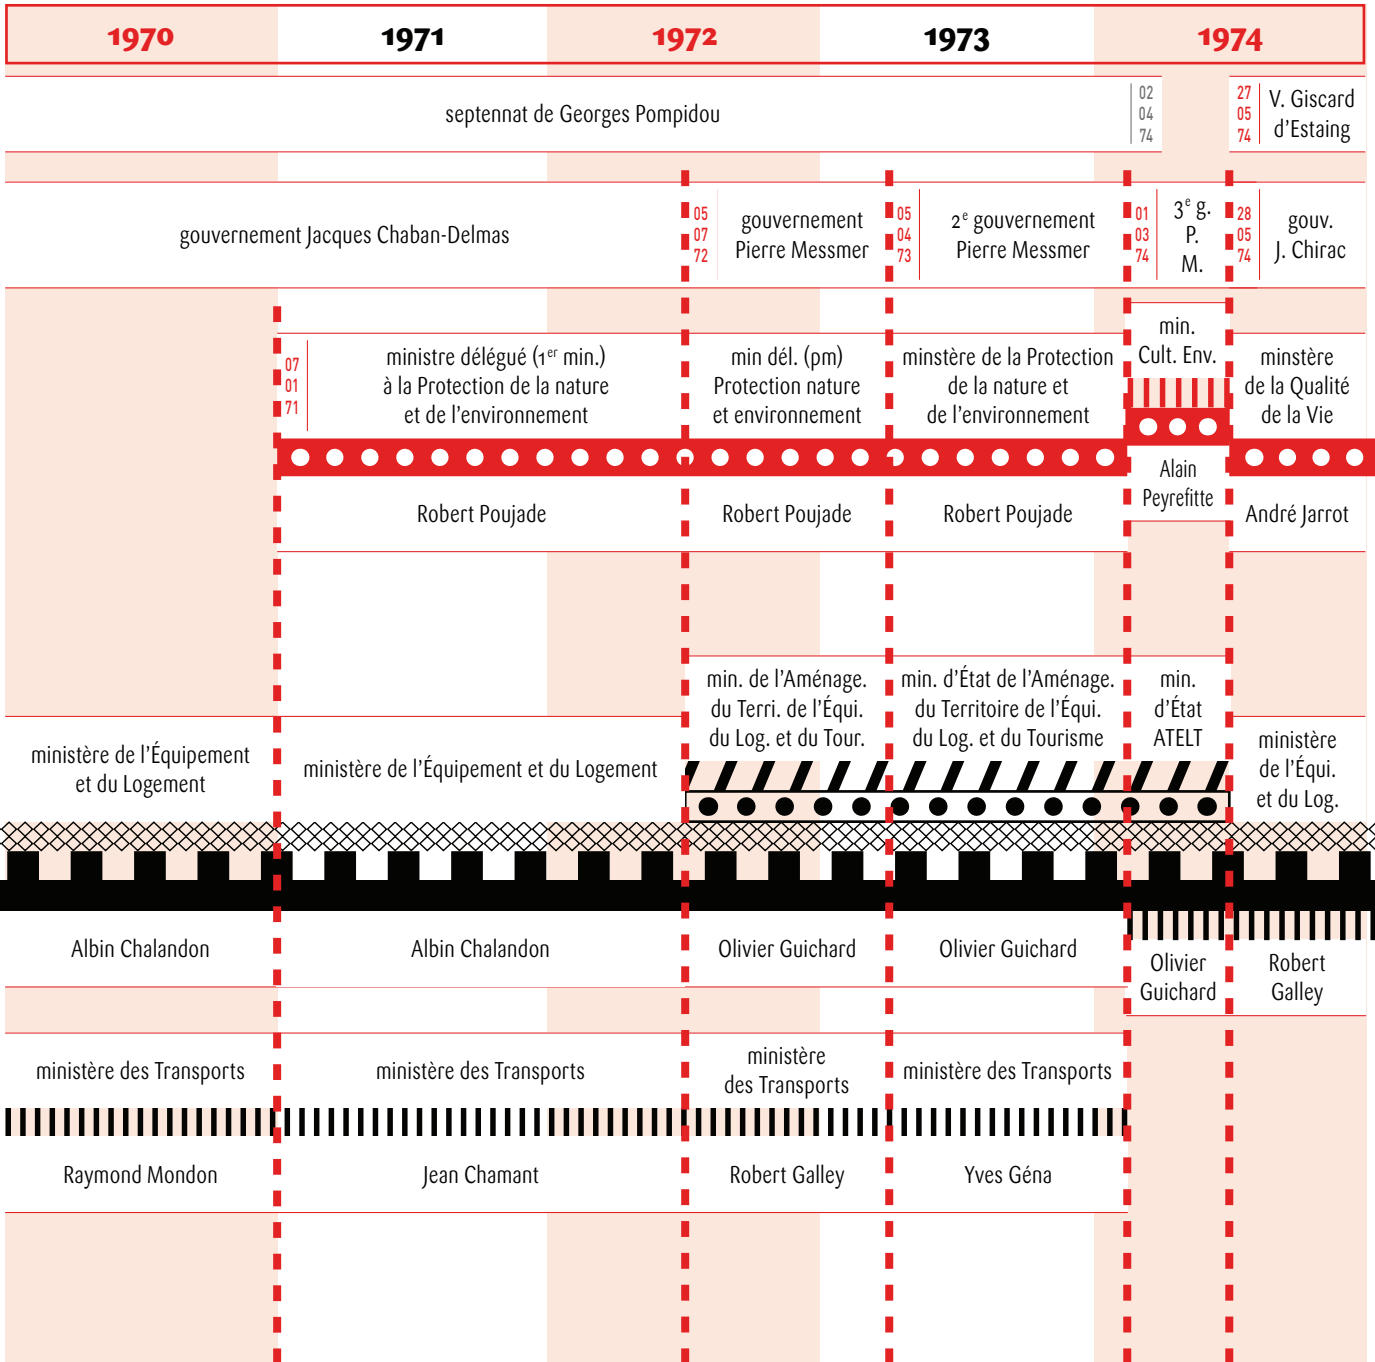 1970
1971
1972
1973
1974
septennat de Georges Pompidou
02
04
74
27
05
74
V. Giscard
d'Estaing
gouvernement Jacques Chaban-Delmas
05
07
72
gouvernement
Pierre Messmer
05
04
73
2e gouvernement
Pierre Messmer
01
03
74
3e g.
P.
M.
28
05
74
gouv.
J. Chirac
07
01
71
ministre délégué (1er min.)
à la Protection de la nature
et de l'environnement
min dél. (pm)
Protection nature
et environnement
minstère de la Protection
de la nature et
de l'environnement
min.
Cult. Env.
minstère
de la Qualité
de la Vie
Robert Poujade
Robert Poujade
Robert Poujade
Alain
Peyrefitte
André Jarrot
ministère de l'Équipement
et du Logement
ministère de l'Équipement et du Logement
min. de l'Aménage.
du Terri. de l'Équi.
du Log. et du Tour.
min. d'État de l'Aménage.
du Territoire de l'Équi.
du Log. et du Tourisme
min.
d'État
ATELT
ministère
de l'Équi.
et du Log.
Albin Chalandon
Albin Chalandon
Olivier Guichard
Olivier Guichard
Olivier
Guichard
Robert
Galley
ministère des Transports
ministère des Transports
ministère
des Transports
ministère des Transports
Raymond Mondon
Jean Chamant
Robert Galley
Yves Géna